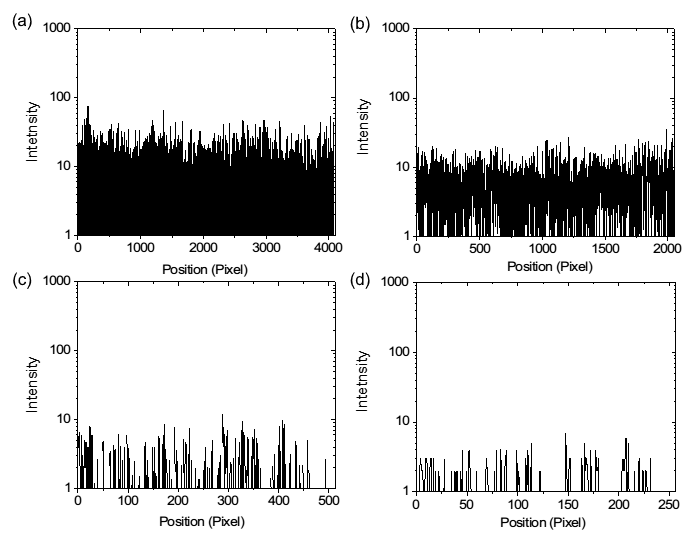 (a)
1000
100
10
1
Intetnsity
0 1000 2000 3000 4000
Position (Pixel)
(b)
1000
100
10
1
Intetnsity
0 500 1000 1500 2000
Position (Pixel)
(c)
1000
100
10
1
Intetnsity
0 100 200 300 400 500
Position (Pixel)
(d)
1000
100
10
1
Intetnsity
0 50 100 150 200 250
Position (Pixel)